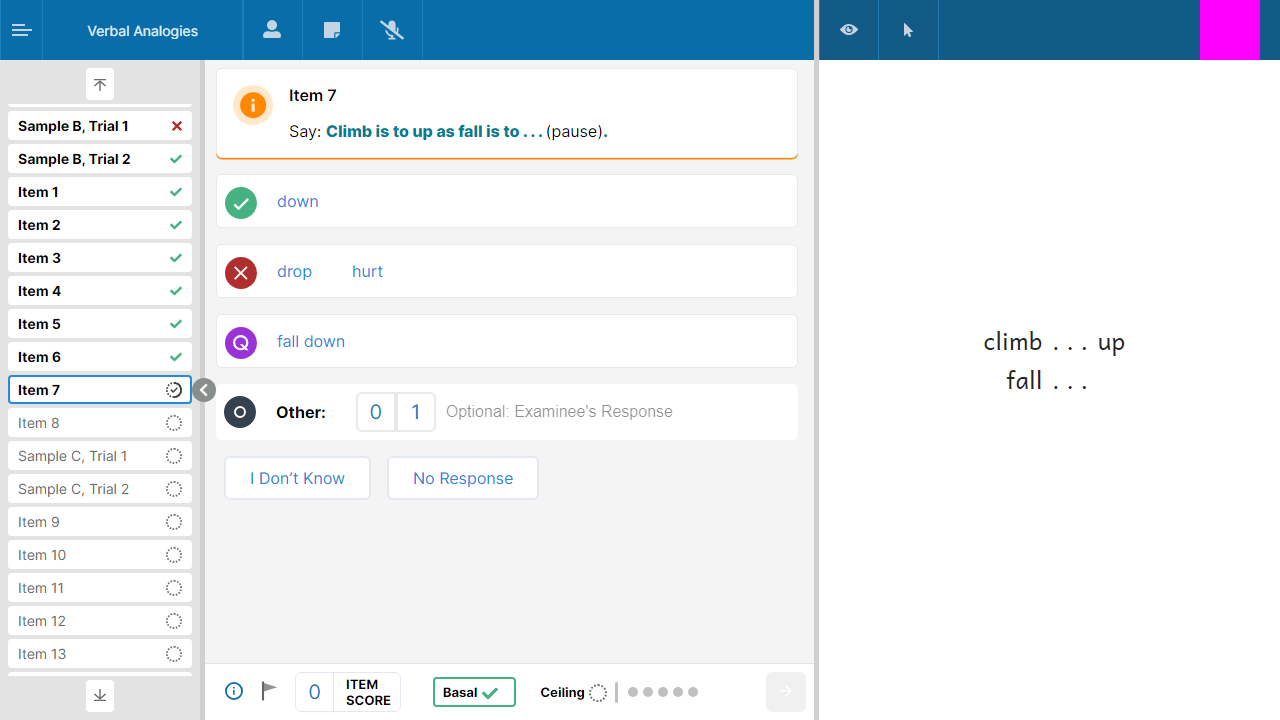 Verbal Analogies
Sample B, Trial 1
Sample B, Trial 2
Item 1
Item 2
Item 3
Item 4
Item 5
Item 6
Item 7
Item 8
Sample C, Trial 1
Sample C, Trial 2
Item 9
Item 10
Item 11
Item 12
Item 13
Item 7
Say: Climb is to up as fall is to . . . (pause).
down
drop hurt
Q fall down
O Other: 0 1 Optional: Examinee's Response
I Don’t Know No Response
0 ITEM SCORE
Basal
Ceiling
climb . . . up
fall . . .